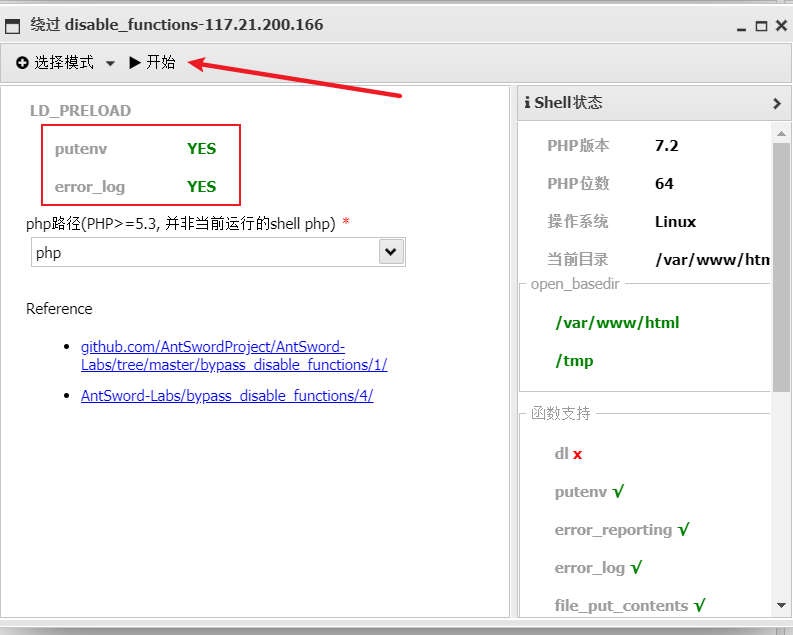 绕过 disable_functions-117.21.200.166
选择模式 开始
LD_PRELOAD
putenv YES
error_log YES
php路径(PHP>=5.3, 并非当前运行的shell php) *
php
Reference
github.com/AntSwordProject/AntSword-
Labs/tree/master/bypass_disable_functions/1/
AntSword-Labs/bypass_disable_functions/4/
Shell状态
PHP版本 7.2
PHP位数 64
操作系统 Linux
当前目录 /var/www/htm
open_basedir
/var/www/html
/tmp
函数支持
dl x
putenv √
error_reporting √
error_log √
file_put_contents √